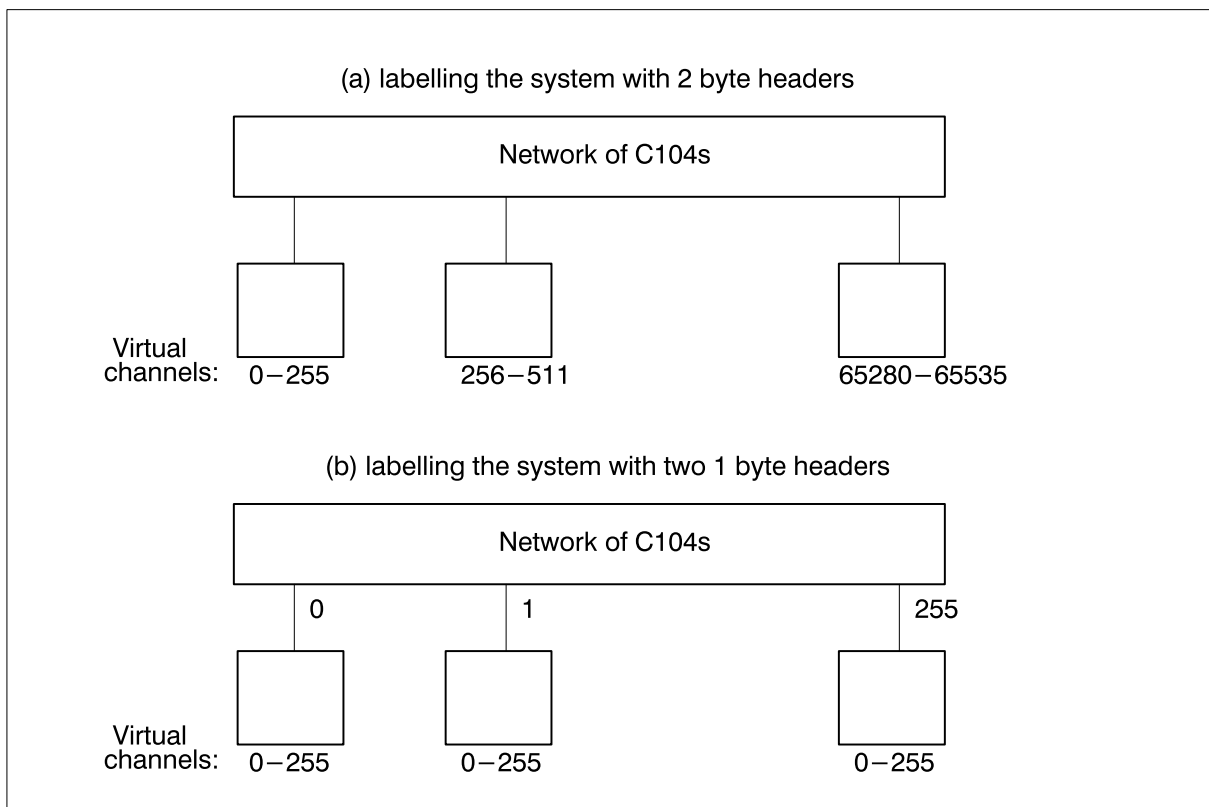 (a) labelling the system with 2 byte headers
Network of C104s
Virtual
channels:
0−255
256−511
65280−65535
(b) labelling the system with two 1 byte headers
Network of C104s
0
1
255
Virtual
channels:
0−255
0−255
0−255